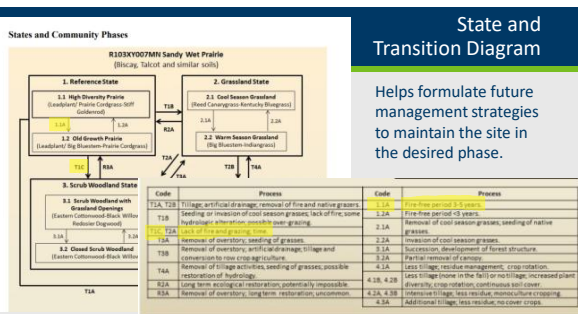 State and
Transition Diagram
Helps formulate future
management strategies
to maintain the site in
the desired phase.
States and Community Phases
R103XY007MN Sandy Wet Prairie
(Biscay, Talcot and similar soils)
1. Reference State
1.1 High Diversity Prairie
(Leadplant/ Prairie Cordgrass-Stiff
Goldenrod)
1.1A
1.2A
1.2 Old Growth Prairie
(Leadplant/ Big Bluestem-Prairie Cordgrass)
T1B
R2A
2. Grassland State
2.1 Cool Season Grassland
(Reed Canarygrass-Kentucky Bluegrass)
2.1A
2.2A
2.2 Warm Season Grassland
(Big Bluestem-Indiangrass)
T1C
R3A
T2A
T3A
T2B
T4A
3. Scrub Woodland State
3.1 Scrub Woodland with
Grassland Openings
(Eastern Cottonwood-Black Willow
Redosier Dogwood)
3.1A
3.2A
3.2 Closed Scrub Woodland
(Eastern Cottonwood-Black Willow
T1A
Code Process
T1A, T2B Tillage; artificial drainage; removal of fire and native grazers.
T1B Seeding or invasion of cool season grasses; lack of fire; some
hydrologic alteration; possible over-grazing.
T1C, T2A Lack of fire and grazing; time.
T3A Removal of overstory; seeding of grasses.
T3B Removal of overstory; artificial drainage; tillage and
conversion to row crop agriculture.
T4A Removal of tillage activities, seeding of grasses; possible
restoration of hydrology.
R2A Long term ecological restoration; potentially impossible.
R3A Removal of overstory; long term restoration; uncommon.
Code Process
1.1A Fire-free period 3-5 years.
1.2A Fire-free period <3 years.
2.1A Removal of cool season grasses; seeding of native
grasses.
2.2A Invasion of cool season grasses.
3.1A Succession, development of forest structure.
3.2A Partial removal of canopy.
4.1A Less tillage; residue management; crop rotation.
4.1B, 4.2B Less tillage (none in the fall) or no tillage; increased plant
diversity; crop rotation; continuous soil cover.
4.2A, 4.3B Intensive tillage; less residue; monoculture cropping.
4.3A Additional tillage; less residue; no cover crops.